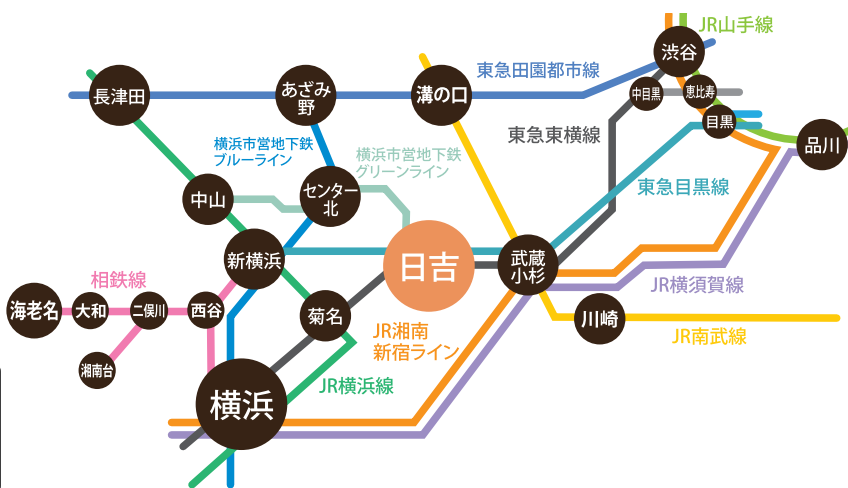 JR山手線
渋谷
東急田園都市線
長津田
あざみ
野
溝の口
中目黒
恵比寿
目黒
品川
東急東横線
横浜市営地下鉄
ブルーライン
横浜市営地下鉄
グリーンライン
東急目黒線
中山
センター
北
新横浜
日吉
武蔵
小杉
相鉄線
JR横須賀線
海老名
大和
二俣川
西谷
菊名
川崎
JR湘南
新宿ライン
JR南武線
湘南台
JR横浜線
横浜